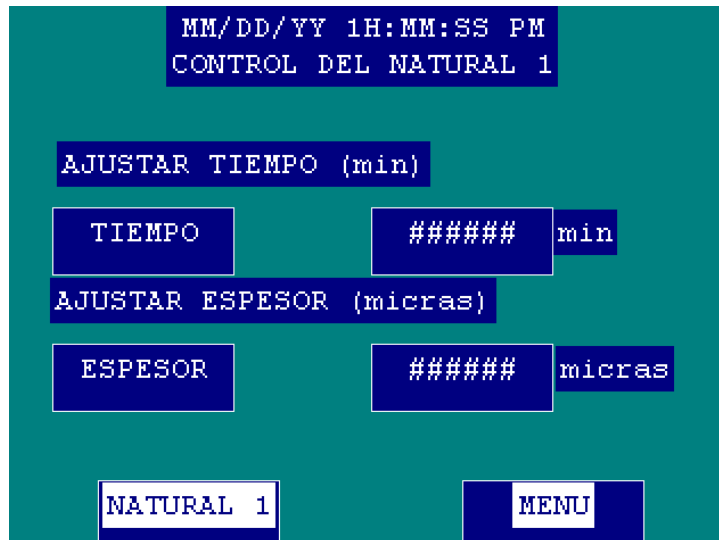 MM/DD/YY 1H:MM:SS PM
CONTROL DEL NATURAL 1
AJUSTAR TIEMPO (min)
TIEMPO ###### min
AJUSTAR ESPESOR (micras)
ESPESOR ###### micras
NATURAL 1 MENU